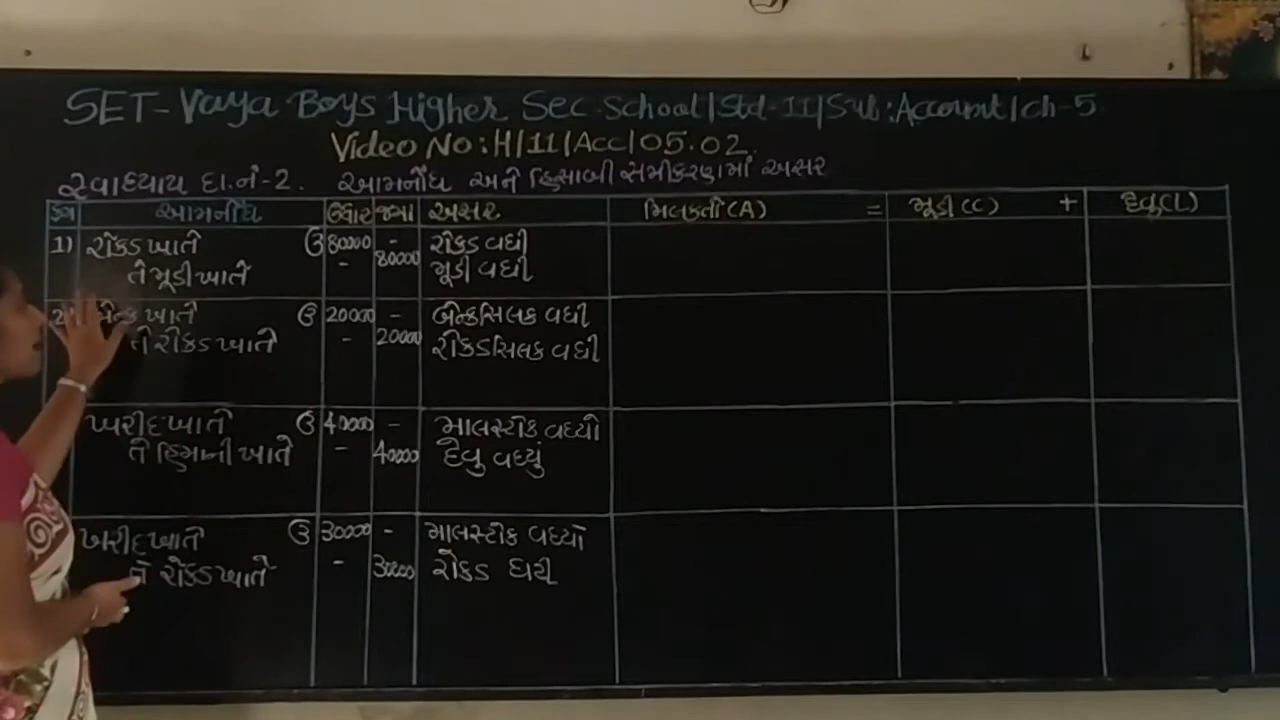 SET-Vaya Boys Higher Sec.School/Std-11/Sub:Account/ch-5
Video No:H/11/Acc/05.02.
સ્વાધ્યાય દા.નં-2. આમનોંધ અને હિસાબી સમીકરણમાં અસર
ક્રમ આમનોંધ ઉધાર જમા અસર મિલકતો(A) = મૂડી(C) + દેવુ(L)
1) રોકડ ખાતે ઉ 80000 - રોકડ વધી
તે મૂડી ખાતે - 80000 મૂડી વધી
2) બેન્ક ખાતે ઉ 20000 - બેન્કસિલક વધી
તે રોકડ ખાતે - 20000 રોકડસિલક વધી
ખરીદ ખાતે ઉ 40000 - માલસ્ટોક વધ્યો
તે હિમાની ખાતે - 40000 દેવુ વધ્યું
ખરીદ ખાતે ઉ 30000 - માલસ્ટોક વધ્યો
તે રોકડ ખાતે - 30000 રોકડ ઘટી